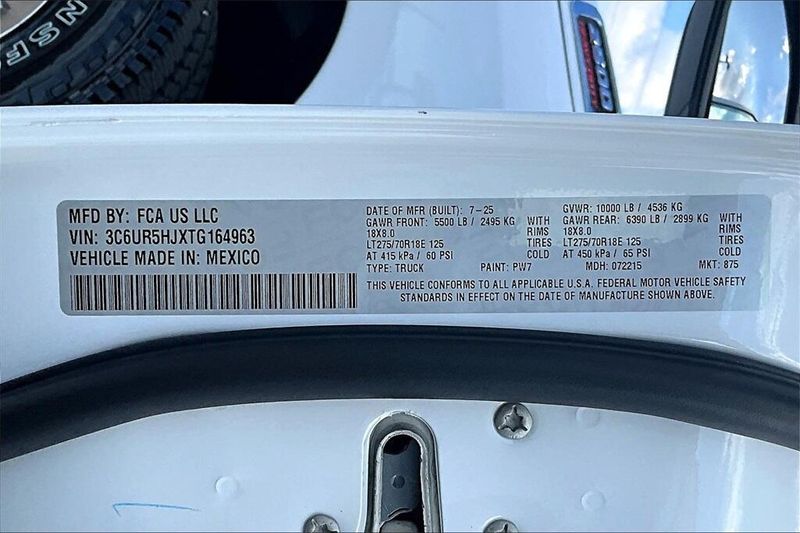 NSFO
MFD BY: FCA US LLC
VIN: 3C6UR5HJXTG164963
VEHICLE MADE IN: MEXICO
DATE OF MFR (BUILT): 7-25 GVWR: 10000 LB / 4536 KG
GAWR FRONT: 5500 LB / 2495 KG WITH GAWR REAR: 6390 LB / 2899 KG WITH
18X8.0 RIMS 18X8.0 RIMS
LT275/70R18E 125 TIRES LT275/70R18E 125 TIRES
AT 415 kPa / 60 PSI COLD AT 450 kPa / 65 PSI COLD
TYPE: TRUCK PAINT: PW7 MDH: 072215 MKT: 875
THIS VEHICLE CONFORMS TO ALL APPLICABLE U.S.A. FEDERAL MOTOR VEHICLE SAFETY
STANDARDS IN EFFECT ON THE DATE OF MANUFACTURE SHOWN ABOVE.